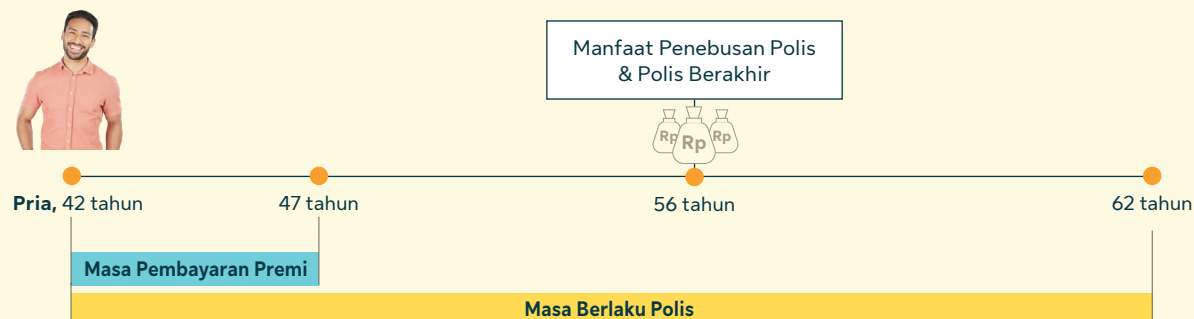 Manfaat Penebusan Polis
& Polis Berakhir
Rp Rp Rp
Pria, 42 tahun
47 tahun
56 tahun
62 tahun
Masa Pembayaran Premi
Masa Berlaku Polis